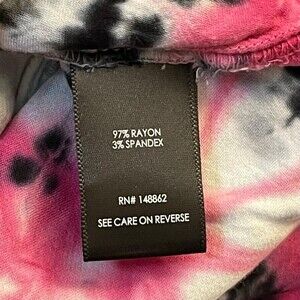 97% RAYON
3% SPANDEX
RN# 148862
SEE CARE ON REVERSE